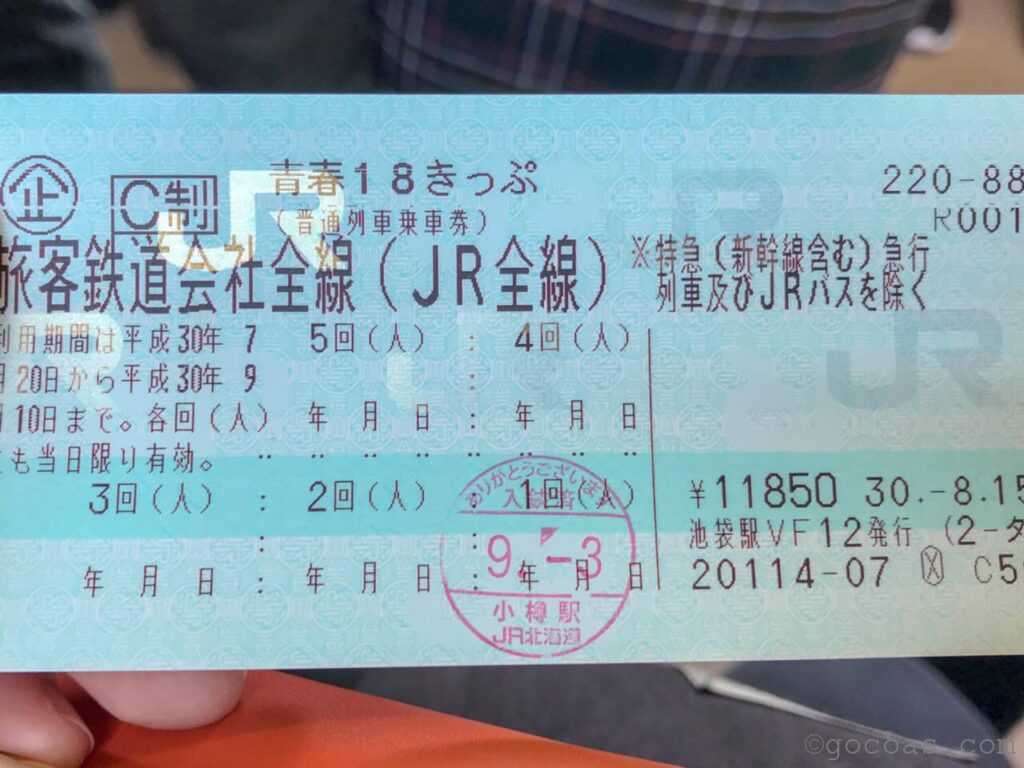 企 C制 青春18きっぷ 220-88
(普通列車乗車券) R001
旅客鉄道会社全線(JR全線) ※特急(新幹線含む)急行
列車及びJRバスを除く
利用期間は平成30年 7 5回(人) : 4回(人)
月20日から平成30年 9
月10日まで。各回(人) 年 月 日 : 年 月 日
とも当日限り有効。
3回(人) : 2回(人) : 1回(人)
年 月 日 : 年 月 日 : 年 月 日
¥11850 30.-8.15
池袋駅VF12発行 (2-タ
20114-07 C5
ありがとうございます
入鋏済
9.-3
小樽駅
JR北海道
JR
JR
JR
©gocoas.com